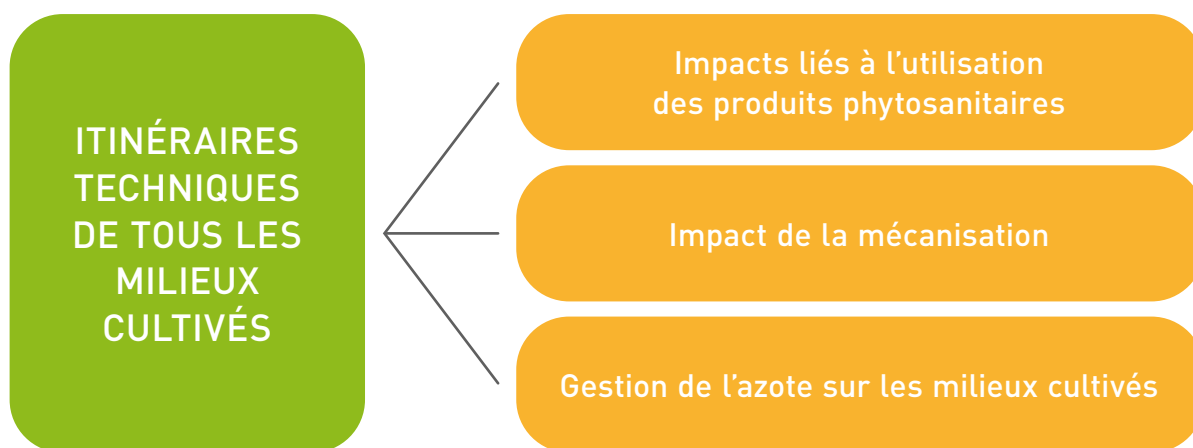 ITINÉRAIRES
TECHNIQUES
DE TOUS LES
MILIEUX
CULTIVÉS
Impacts liés à l’utilisation
des produits phytosanitaires
Impact de la mécanisation
Gestion de l’azote sur les milieux cultivés